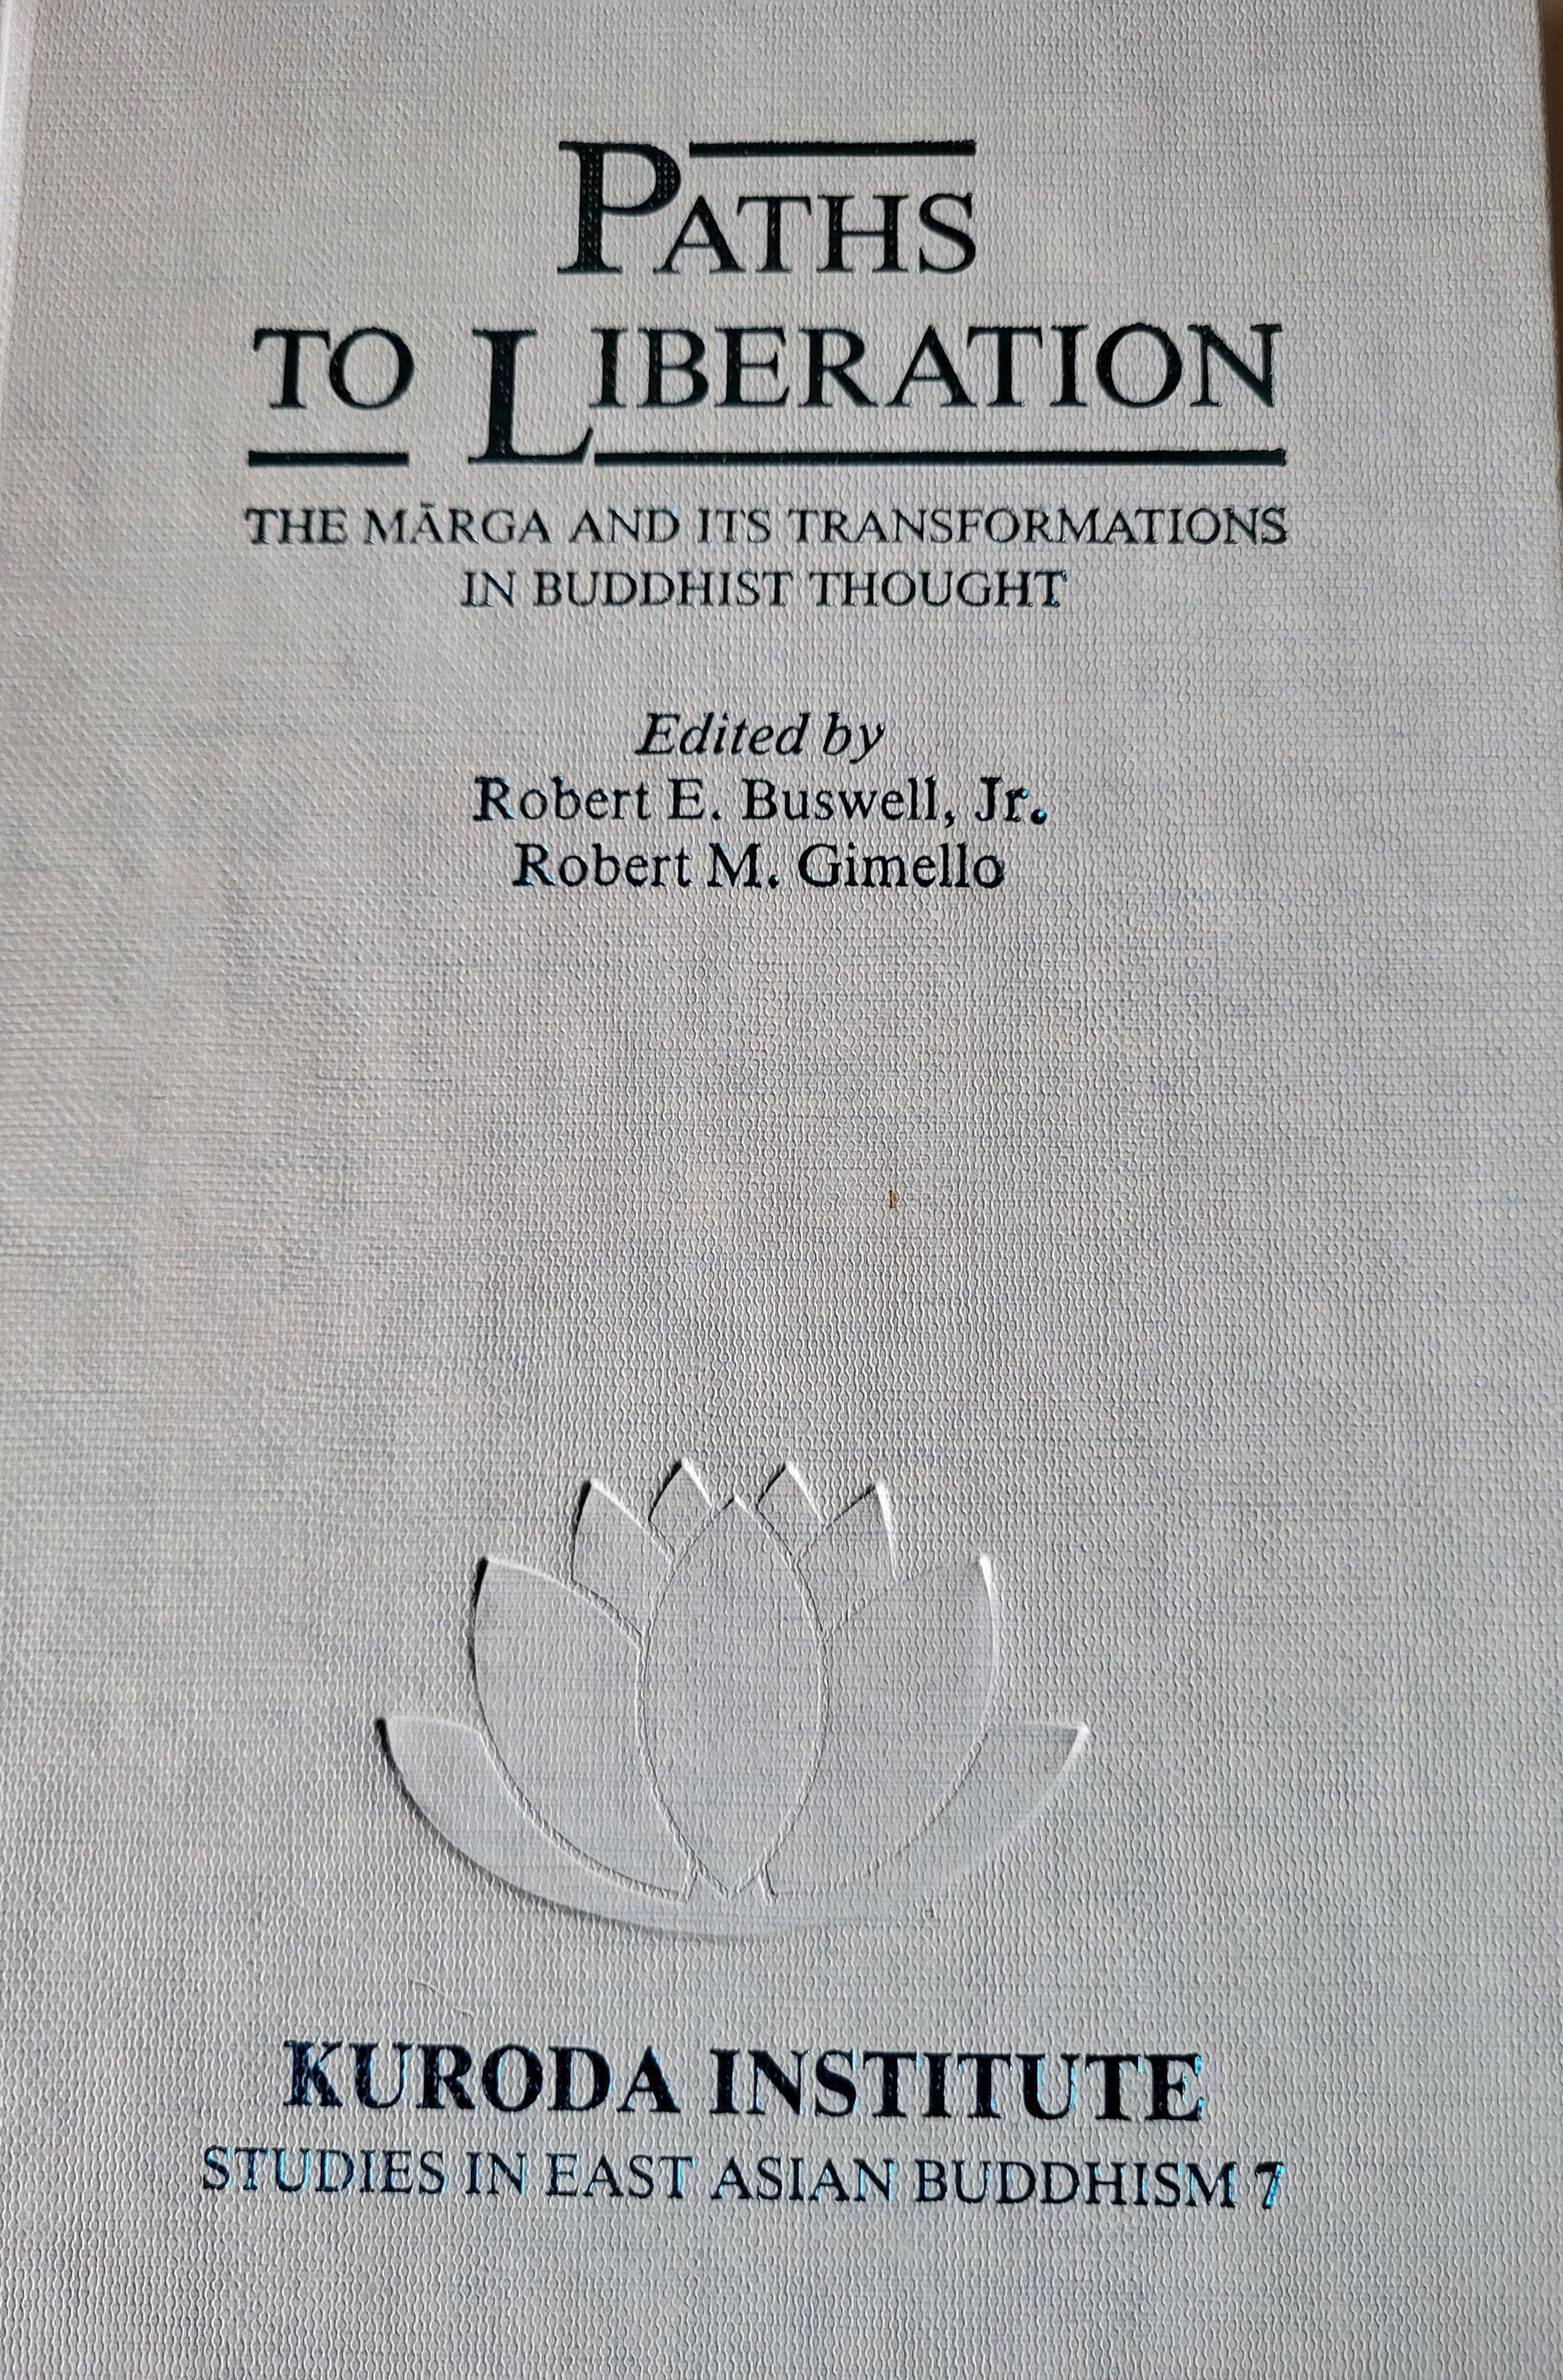 PATHS
TO LIBERATION
THE MĀRGA AND ITS TRANSFORMATIONS
IN BUDDHIST THOUGHT
Edited by
Robert E. Buswell, Jr.
Robert M. Gimello
KURODA INSTITUTE
STUDIES IN EAST ASIAN BUDDHISM 7